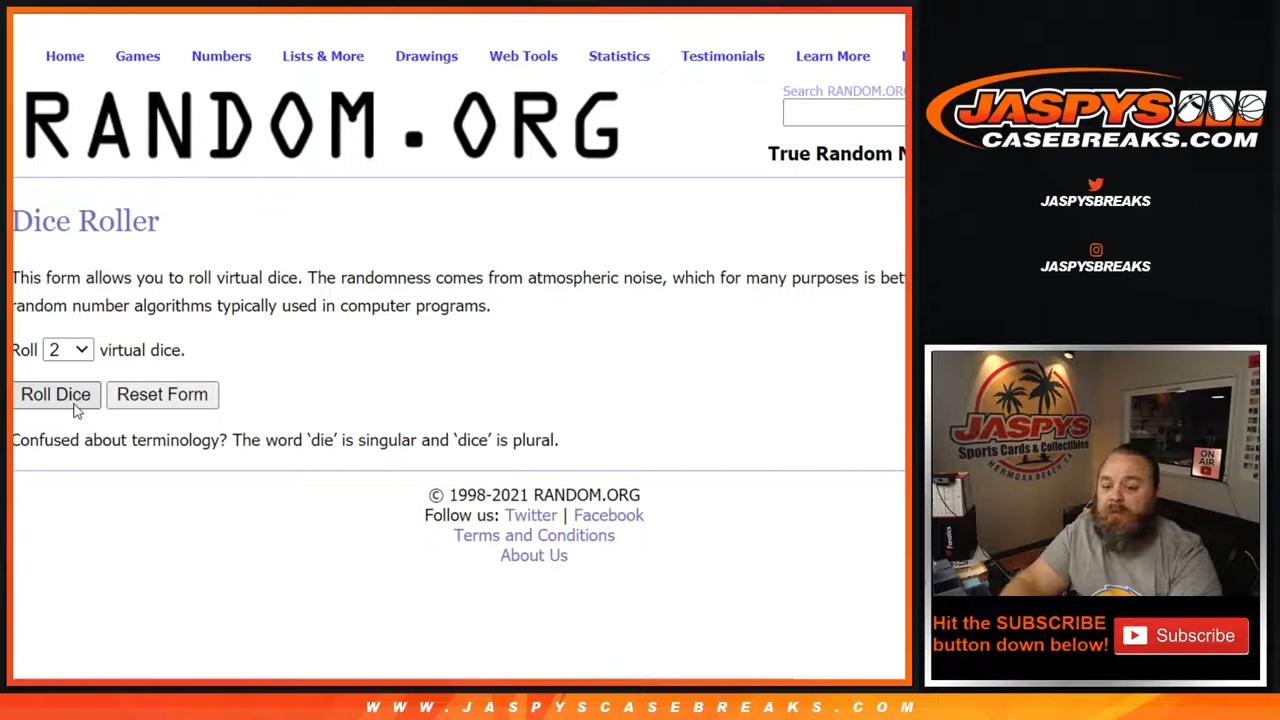 Home Games Numbers Lists & More Drawings Web Tools Statistics Testimonials Learn More
Search RANDOM.ORG
RANDOM.ORG
True Random N
Dice Roller
This form allows you to roll virtual dice. The randomness comes from atmospheric noise, which for many purposes is bet
random number algorithms typically used in computer programs.
Roll 2 virtual dice.
Roll Dice Reset Form
Confused about terminology? The word ‘die’ is singular and ‘dice’ is plural.
© 1998-2021 RANDOM.ORG
Follow us: Twitter | Facebook
Terms and Conditions
About Us
JASPYS
CASEBREAKS.COM
JASPYSBREAKS
JASPYSBREAKS
JASPYS
Sports Cards & Collectibles
HERMOSA BEACH CA
ON
AIR
Fanatics
Hit the SUBSCRIBE
button down below!
Subscribe
WWW.JASPYSCASEBREAKS.COM